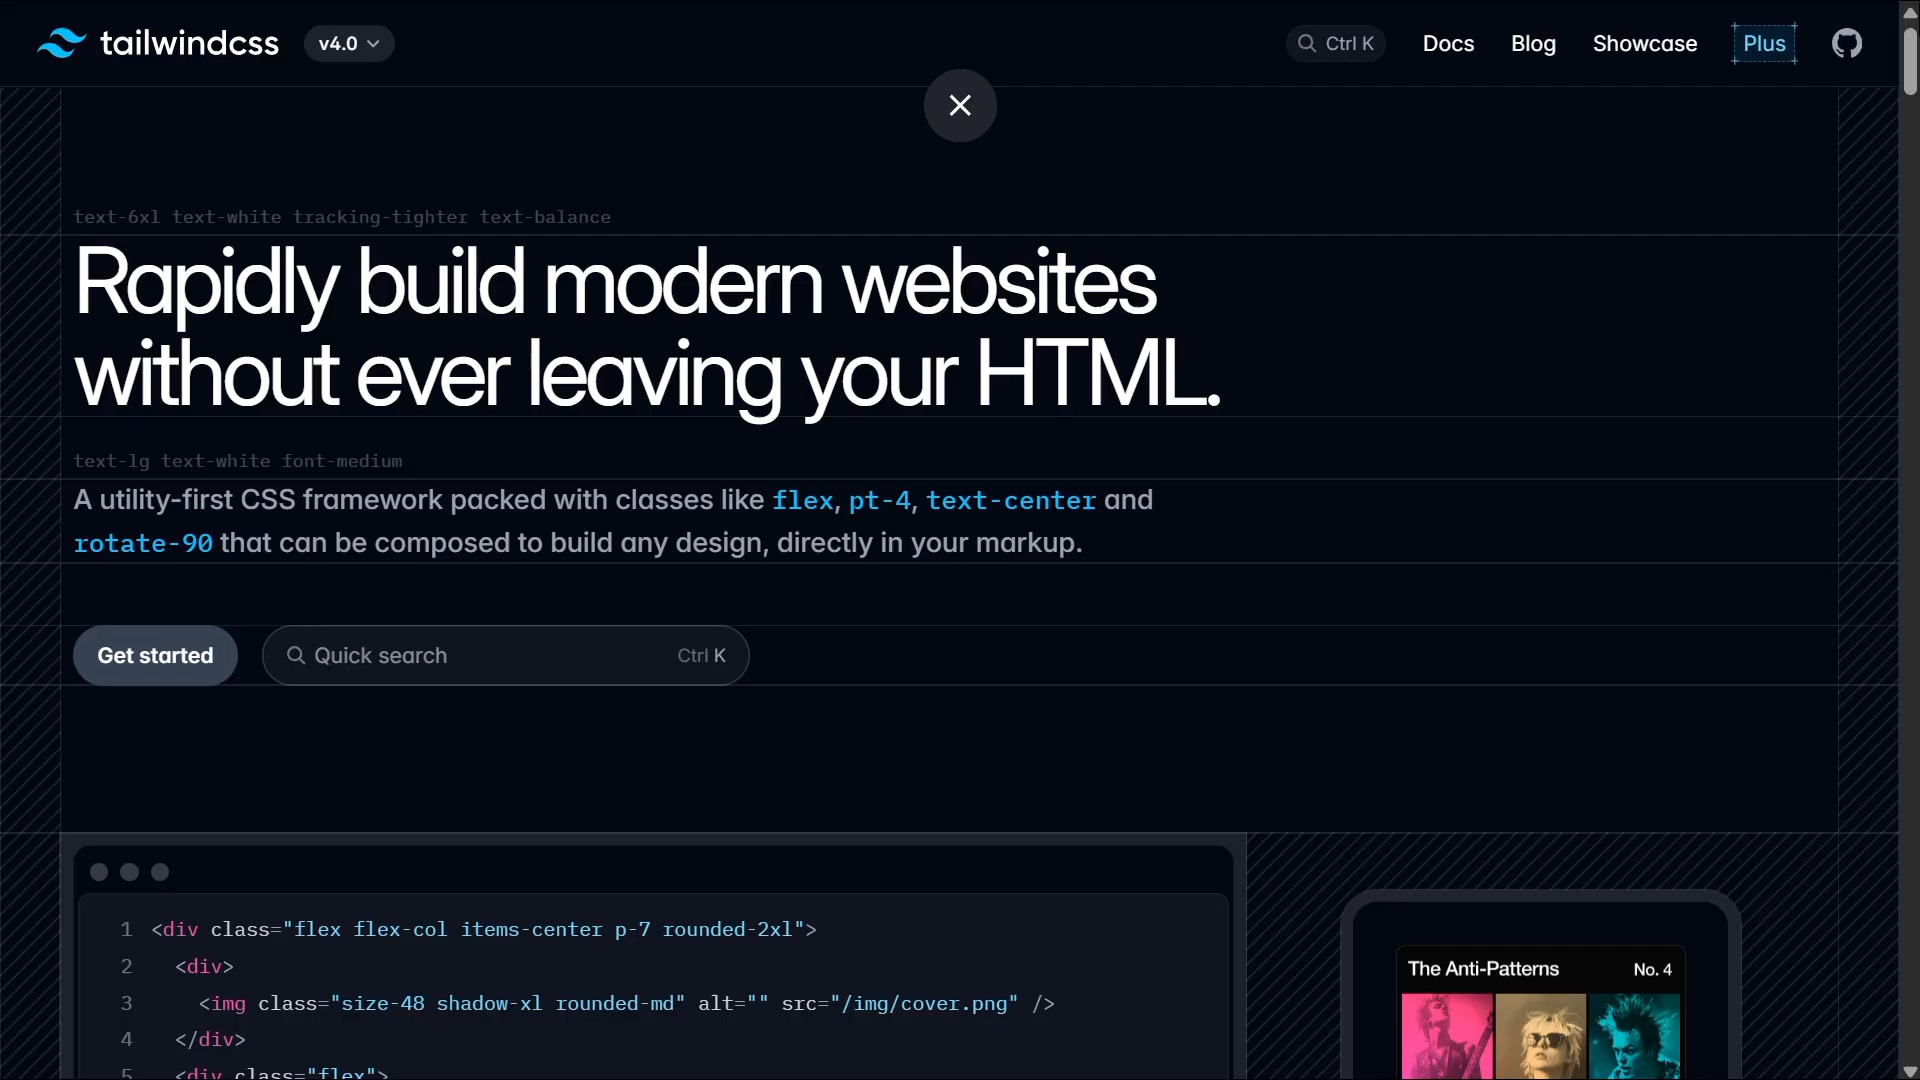 tailwindcss v4.0 Ctrl K Docs Blog Showcase Plus
text-6xl text-white tracking-tighter text-balance
Rapidly build modern websites
without ever leaving your HTML.
text-lg text-white font-medium
A utility-first CSS framework packed with classes like flex, pt-4, text-center and
rotate-90 that can be composed to build any design, directly in your markup.
Get started Quick search Ctrl K
1 <div class="flex flex-col items-center p-7 rounded-2xl">
2 <div>
3 <img class="size-48 shadow-xl rounded-md" alt="" src="/img/cover.png" />
4 </div>
5 <div class="flex">
The Anti-Patterns No. 4